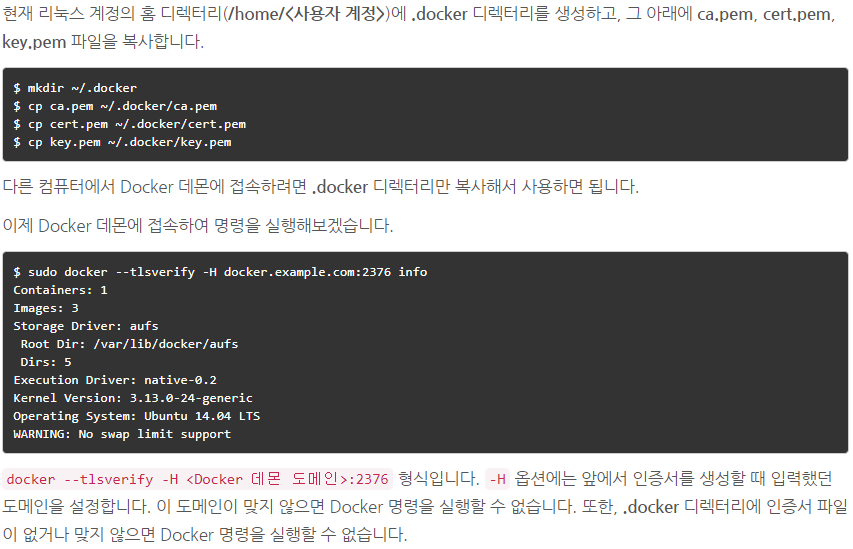 현재 리눅스 계정의 홈 디렉터리(/home/<사용자 계정>)에 .docker 디렉터리를 생성하고, 그 아래에 ca.pem, cert.pem,
key.pem 파일을 복사합니다.
$ mkdir ~/.docker
$ cp ca.pem ~/.docker/ca.pem
$ cp cert.pem ~/.docker/cert.pem
$ cp key.pem ~/.docker/key.pem
다른 컴퓨터에서 Docker 데몬에 접속하려면 .docker 디렉터리만 복사해서 사용하면 됩니다.
이제 Docker 데몬에 접속하여 명령을 실행해보겠습니다.
$ sudo docker --tlsverify -H docker.example.com:2376 info
Containers: 1
Images: 3
Storage Driver: aufs
 Root Dir: /var/lib/docker/aufs
 Dirs: 5
Execution Driver: native-0.2
Kernel Version: 3.13.0-24-generic
Operating System: Ubuntu 14.04 LTS
WARNING: No swap limit support
docker --tlsverify -H <Docker 데몬 도메인>:2376 형식입니다. -H 옵션에는 앞에서 인증서를 생성할 때 입력했던
도메인을 설정합니다. 이 도메인이 맞지 않으면 Docker 명령을 실행할 수 없습니다. 또한, .docker 디렉터리에 인증서 파일
이 없거나 맞지 않으면 Docker 명령을 실행할 수 없습니다.